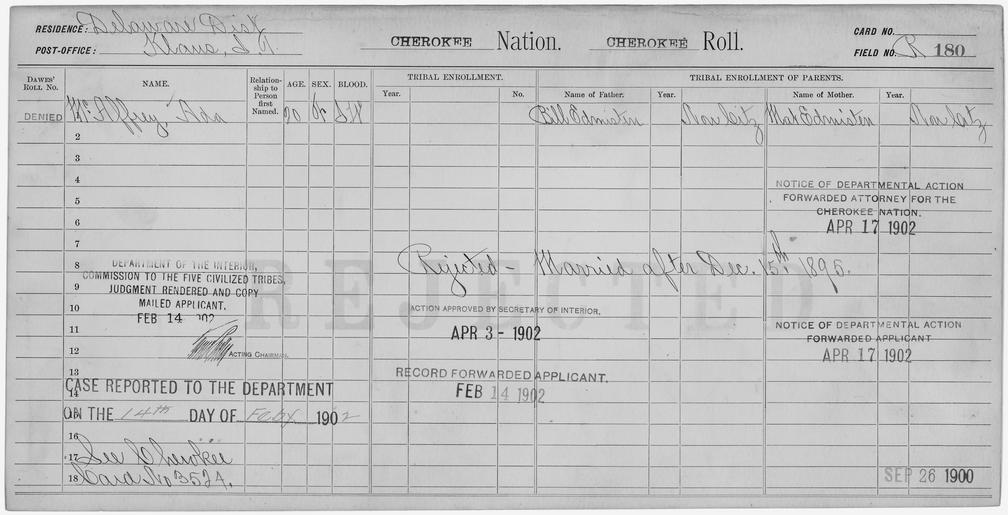 RESIDENCE: Delaware Dist
POST-OFFICE: I.T.
CHEROKEE Nation. CHEROKEE Roll.
CARD NO.
FIELD NO. R 180
DAWES' ROLL NO. NAME. Relationship to Person first Named. AGE. SEX. BLOOD. TRIBAL ENROLLMENT. Year. No. TRIBAL ENROLLMENT OF PARENTS. Name of Father. Year. Name of Mother. Year.
DENIED McAffrey Ada 20 IW Bill Edmisten Non Citz Mat Edmisten Non Citz
2
3
4
NOTICE OF DEPARTMENTAL ACTION
5
FORWARDED ATTORNEY FOR THE
CHEROKEE NATION.
6
APR 17 1902
7
8
DEPARTMENT OF THE INTERIOR,
Rejected – Married after Dec. 15th 1895.
COMMISSION TO THE FIVE CIVILIZED TRIBES,
9
JUDGMENT RENDERED AND COPY
REJECTED
10
MAILED APPLICANT.
ACTION APPROVED BY SECRETARY OF INTERIOR.
FEB 14 1902
11
APR 3 - 1902
NOTICE OF DEPARTMENTAL ACTION
FORWARDED APPLICANT
12
ACTING CHAIRMAN.
APR 17 1902
13
RECORD FORWARDED APPLICANT.
14
CASE REPORTED TO THE DEPARTMENT
FEB 14 1902
ON THE 14th DAY OF Feby 1902
16
17 See Cherokee
18 Card No 3524.
SEP 26 1900